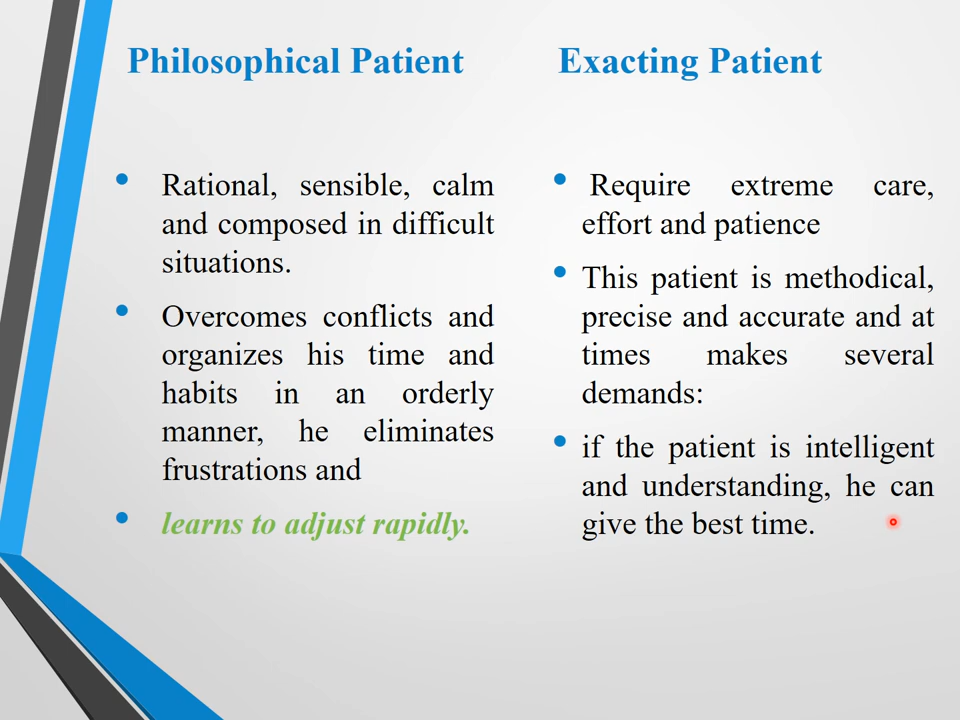 Philosophical Patient
• Rational, sensible, calm
and composed in difficult
situations.
• Overcomes conflicts and
organizes his time and
habits in an orderly
manner, he eliminates
frustrations and
• learns to adjust rapidly.
Exacting Patient
• Require extreme care,
effort and patience
• This patient is methodical,
precise and accurate and at
times makes several
demands:
• if the patient is intelligent
and understanding, he can
give the best time.